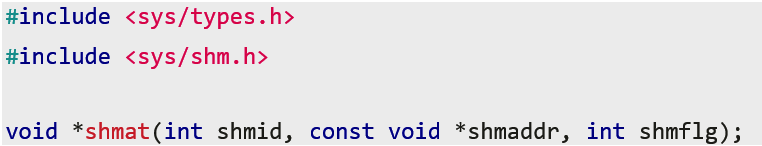 #include <sys/types.h>
#include <sys/shm.h>
void *shmat(int shmid, const void *shmaddr, int shmflg);